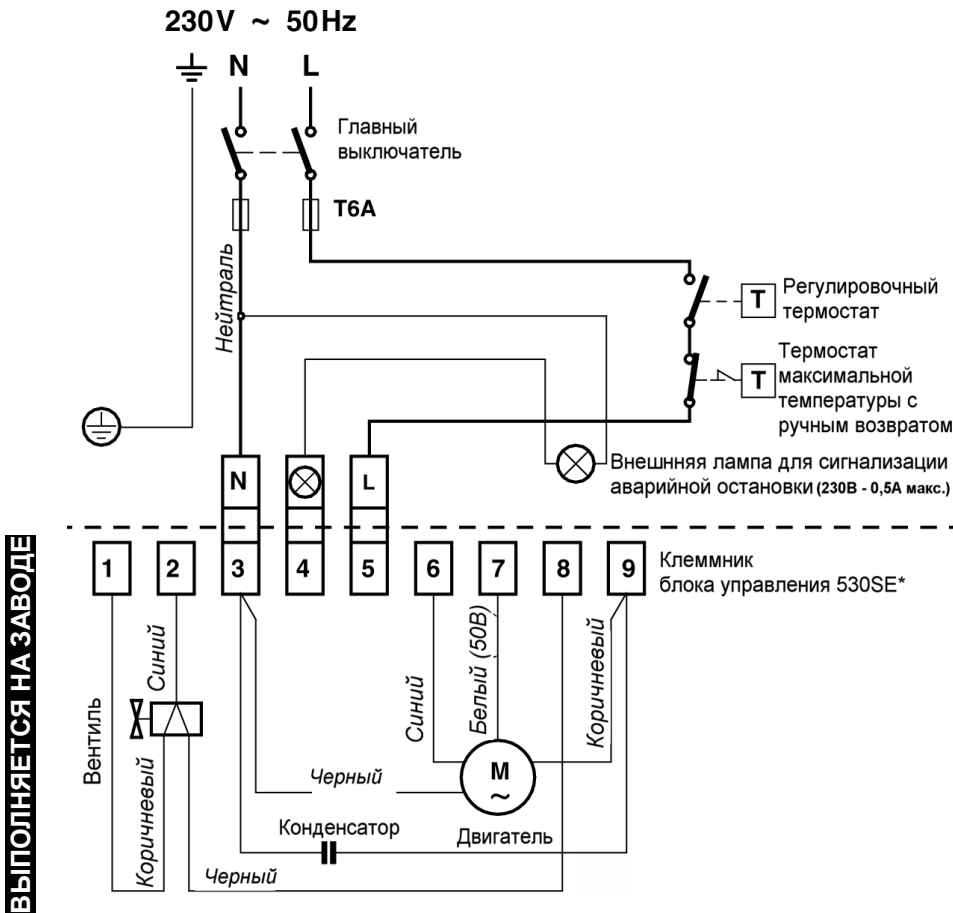 230V ~ 50Hz
N L
Главный
выключатель
T6A
Нейтраль
T
Регулировочный
термостат
T
Термостат
максимальной
температуры с
ручным возвратом
Внешнняя лампа для сигнализации
аварийной остановки (230В - 0,5А макс.)
N L
1 2 3 4 5 6 7 8 9
Клеммник
блока управления 530SE*
ВЫПОЛНЯЕТСЯ НА ЗАВОДЕ
Вентиль
Синий
Коричневый
Черный
Синий
Белый (50В)
Коричневый
Черный
M
~
Двигатель
Конденсатор